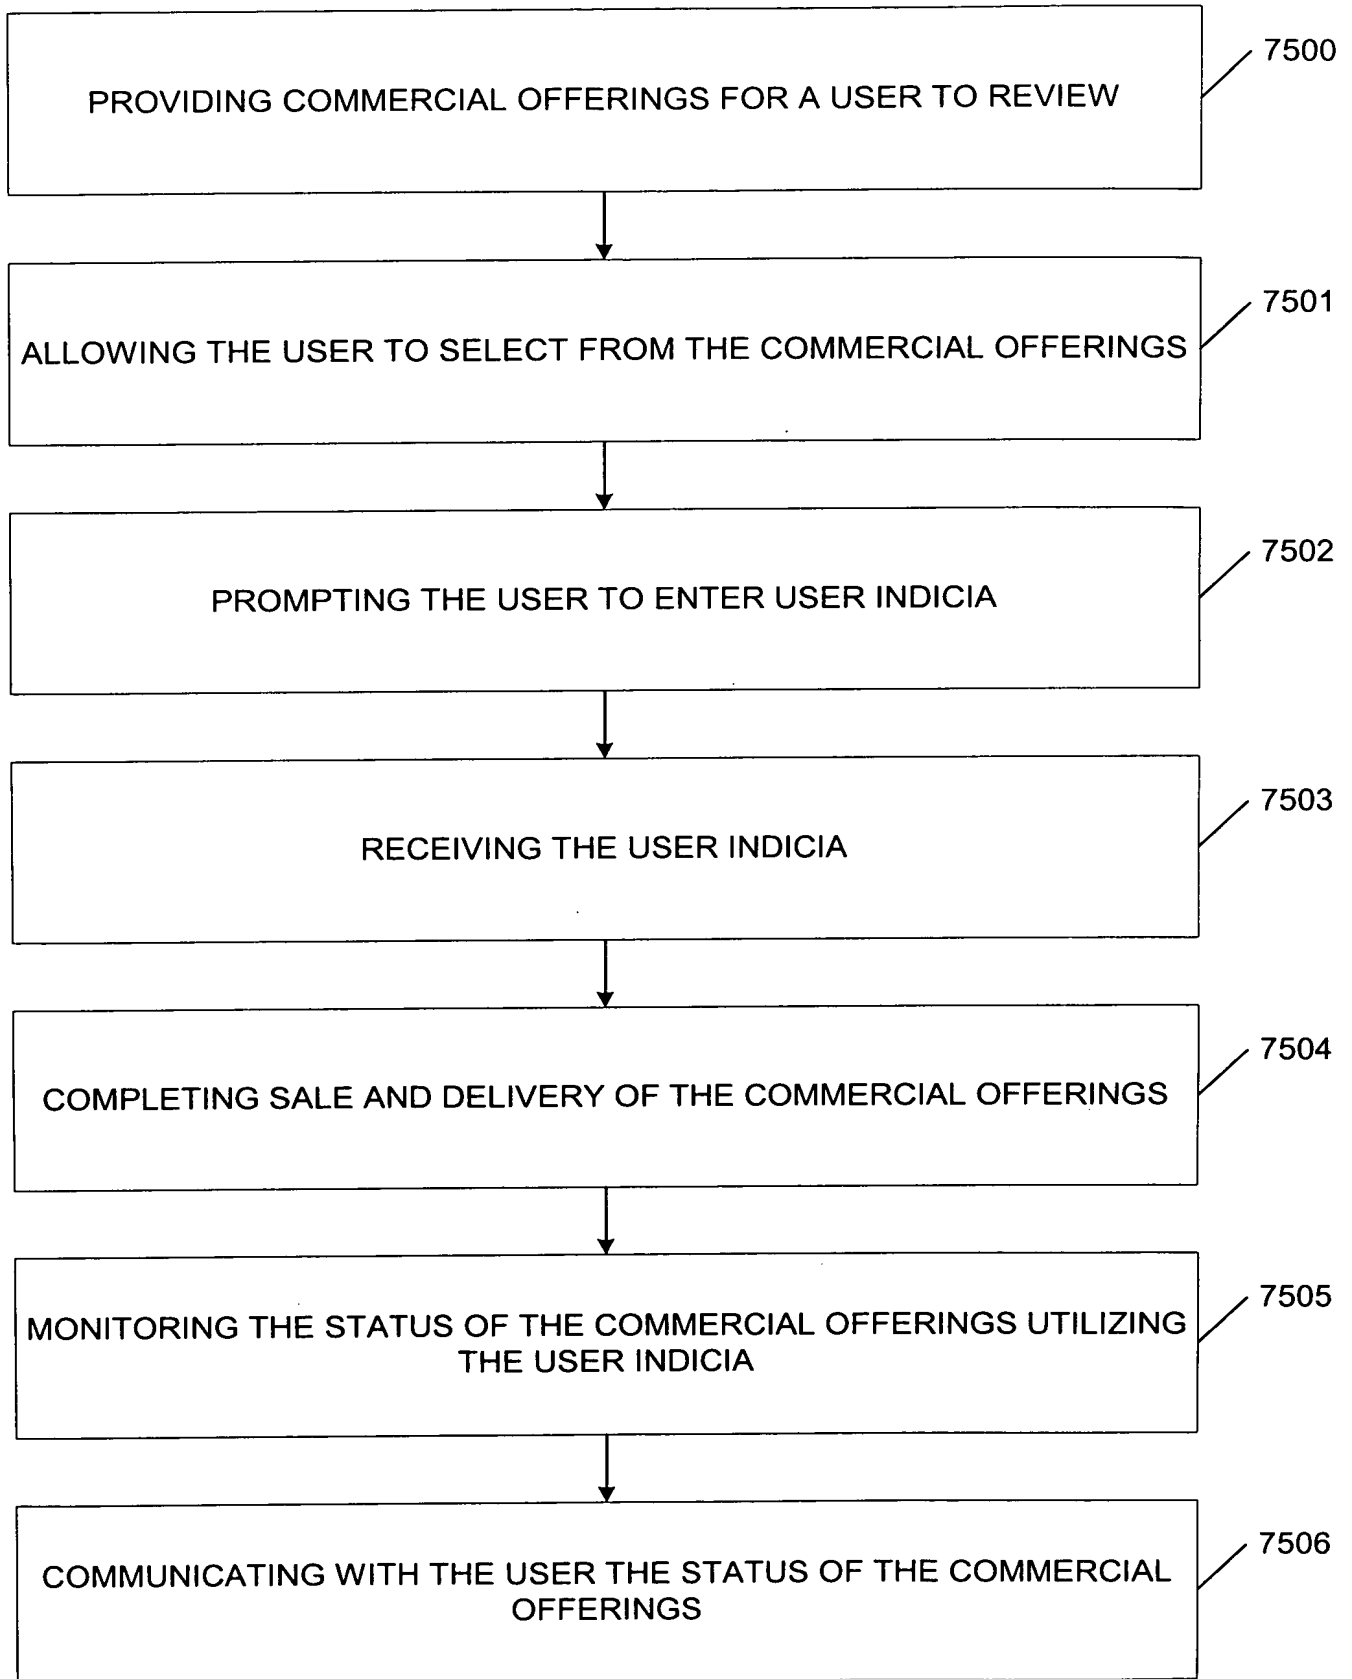 PROVIDING COMMERCIAL OFFERINGS FOR A USER TO REVIEW
7500
ALLOWING THE USER TO SELECT FROM THE COMMERCIAL OFFERINGS
7501
PROMPTING THE USER TO ENTER USER INDICIA
7502
RECEIVING THE USER INDICIA
7503
COMPLETING SALE AND DELIVERY OF THE COMMERCIAL OFFERINGS
7504
MONITORING THE STATUS OF THE COMMERCIAL OFFERINGS UTILIZING
THE USER INDICIA
7505
COMMUNICATING WITH THE USER THE STATUS OF THE COMMERCIAL
OFFERINGS
7506